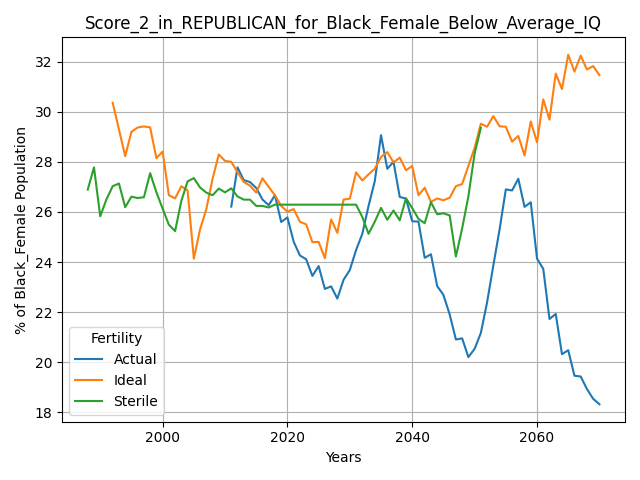 Score_2_in_REPUBLICAN_for_Black_Female_Below_Average_IQ
% of Black_Female Population
32
30
28
26
24
22
20
18
Fertility
Actual
Ideal
Sterile
2000
2020
2040
2060
Years